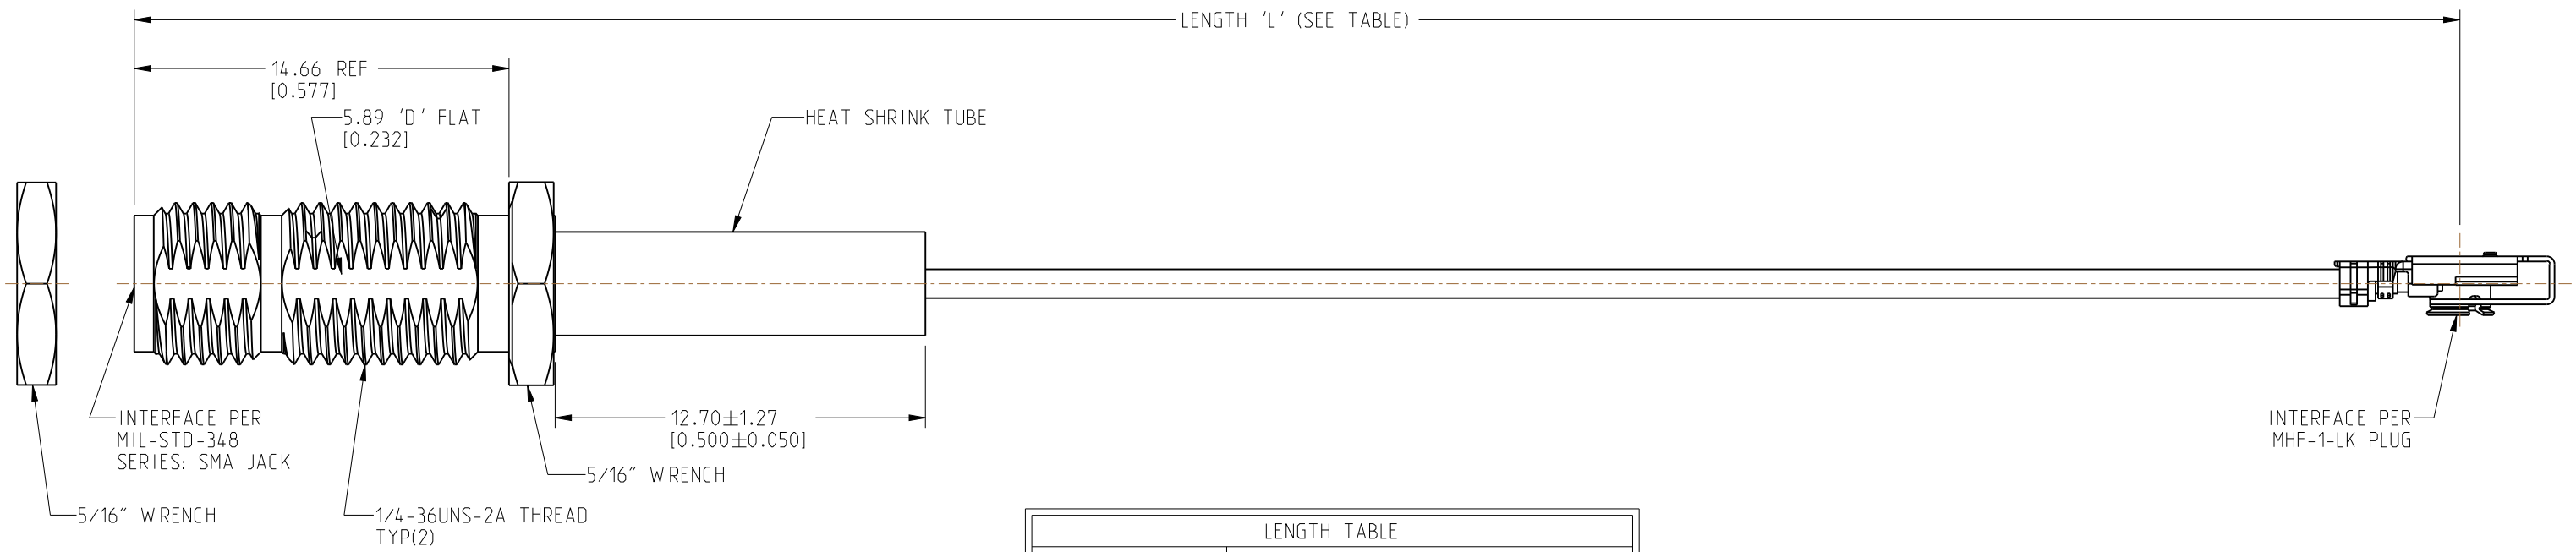 LENGTH 'L' (SEE TABLE)
14.66 REF
[0.577]
5.89 'D' FLAT
[0.232]
HEAT SHRINK TUBE
INTERFACE PER
MIL-STD-348
SERIES: SMA JACK
12.70±1.27
[0.500±0.050]
INTERFACE PER
MHF-1-LK PLUG
5/16" WRENCH
5/16" WRENCH
1/4-36UNS-2A THREAD
TYP(2)
LENGTH TABLE